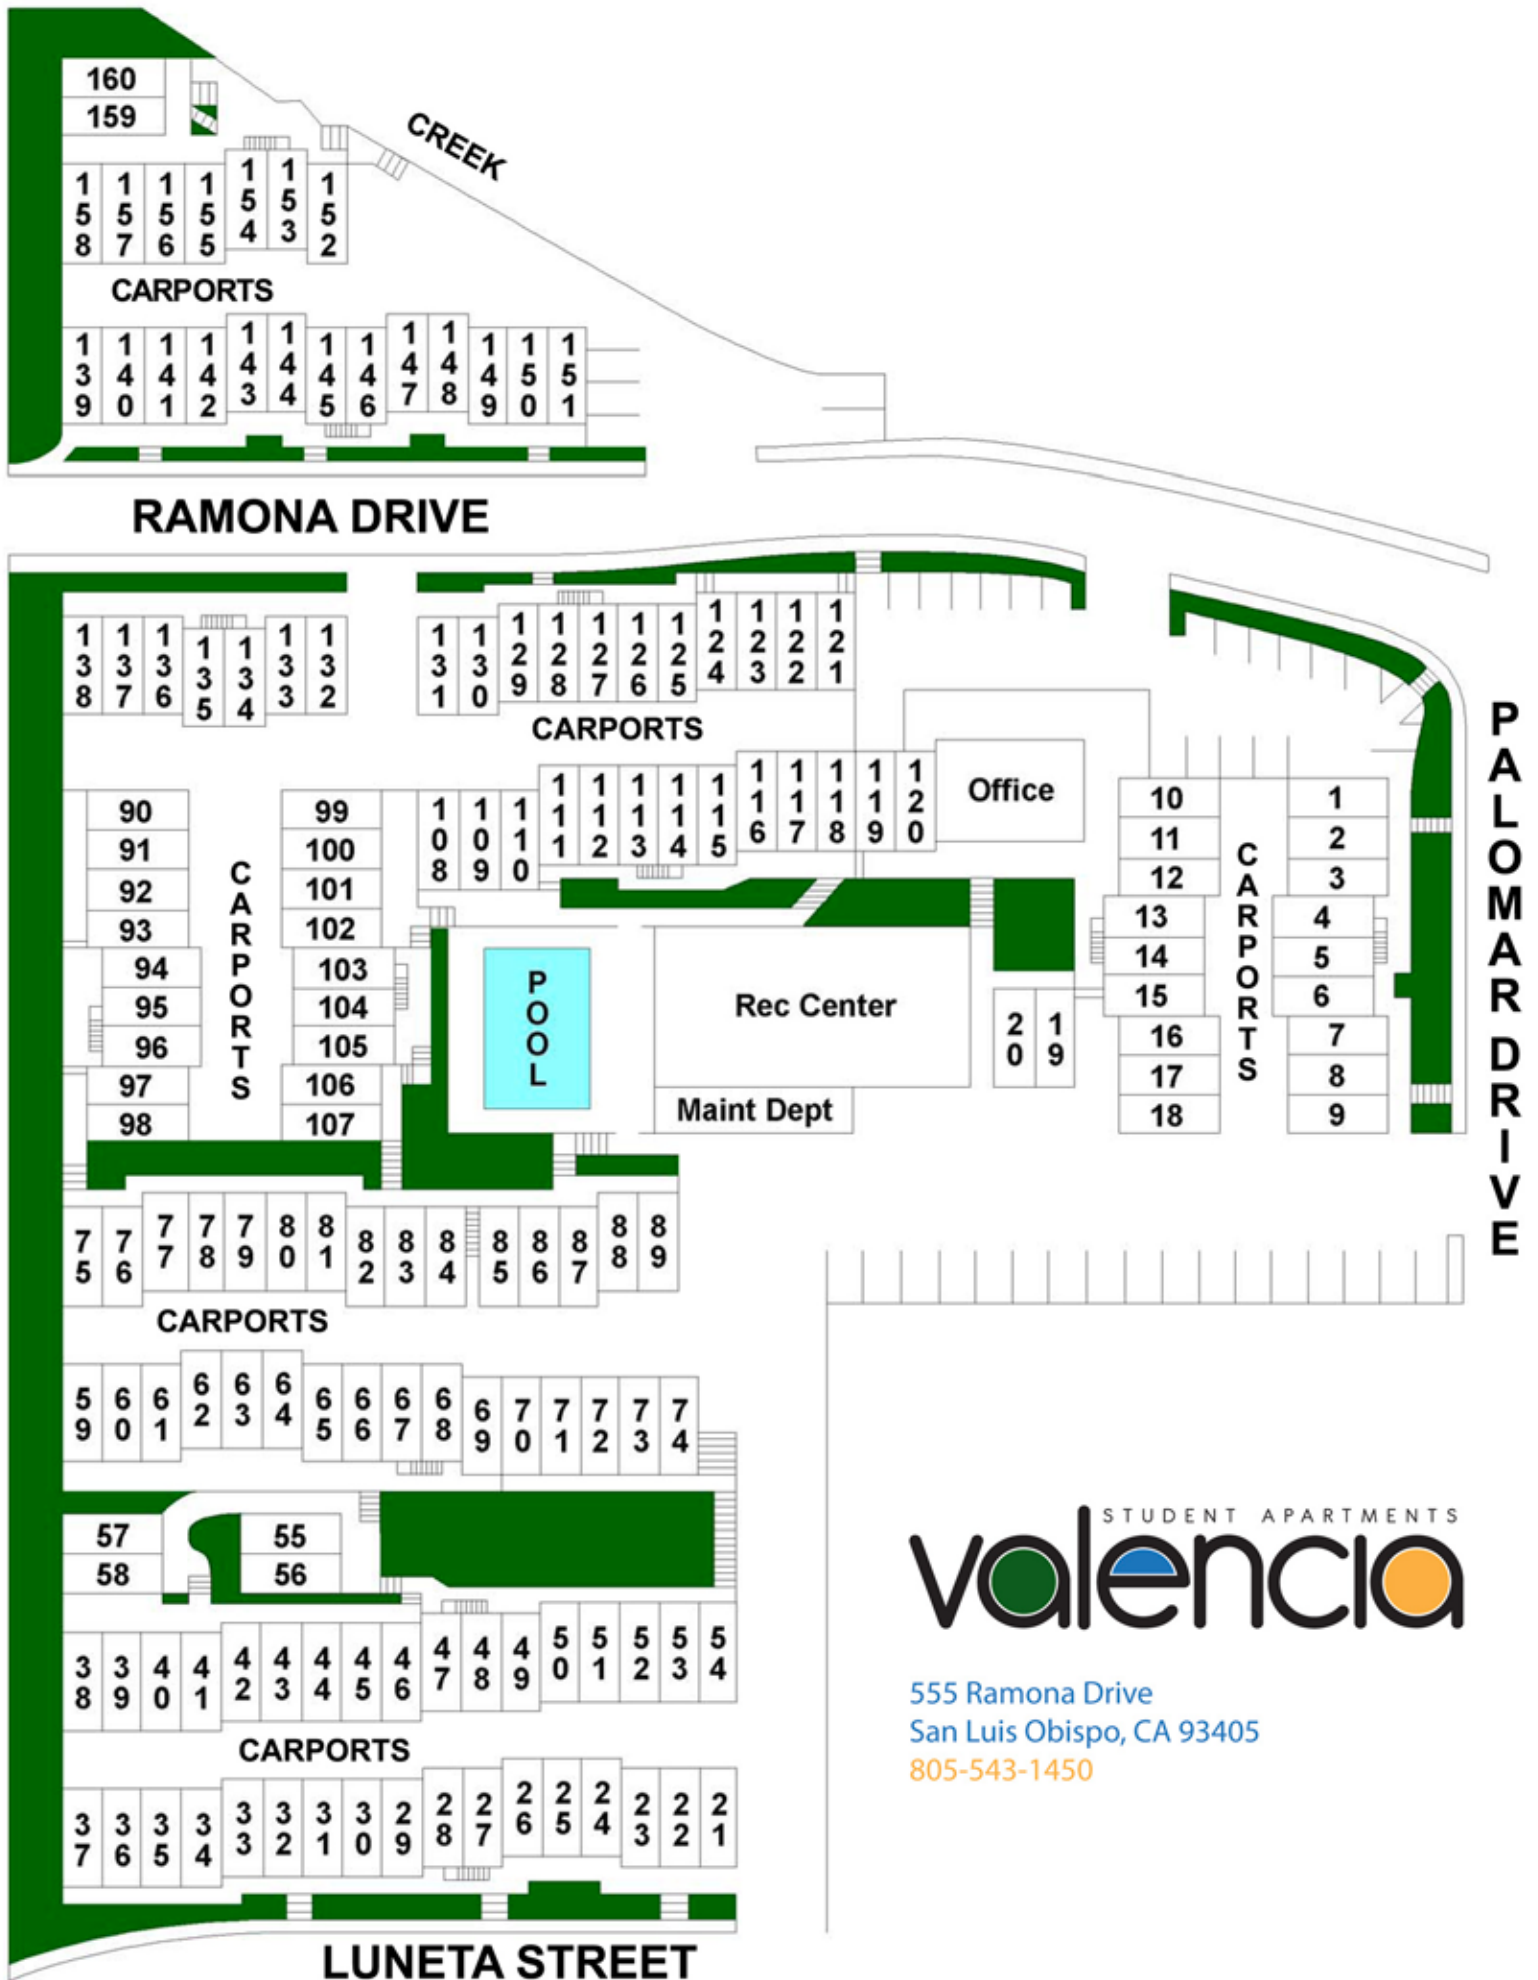 160
159
CREEK
158 157 156 155 154 153 152
CARPORTS
139 140 141 142 143 144 145 146 147 148 149 150 151
RAMONA DRIVE
138 137 136 135 134 133 132 131 130 129 128 127 126 125 124 123 122 121
CARPORTS
108 109 110 111 112 113 114 115 116 117 118 119 120
Office
90
91
92
93
94
95
96
97
98
CARPORTS
99
100
101
102
103
104
105
106
107
POOL
Rec Center
Maint Dept
20 19
10
11
12
13
14
15
16
17
18
CARPORTS
1
2
3
4
5
6
7
8
9
PALOMAR DRIVE
75 76 77 78 79 80 81 82 83 84 85 86 87 88 89
CARPORTS
59 60 61 62 63 64 65 66 67 68 69 70 71 72 73 74
57
58
55
56
38 39 40 41 42 43 44 45 46 47 48 49 50 51 52 53 54
CARPORTS
37 36 35 34 33 32 31 30 29 28 27 26 25 24 23 22 21
LUNETA STREET
STUDENT APARTMENTS
valencia
555 Ramona Drive
San Luis Obispo, CA 93405
805-543-1450